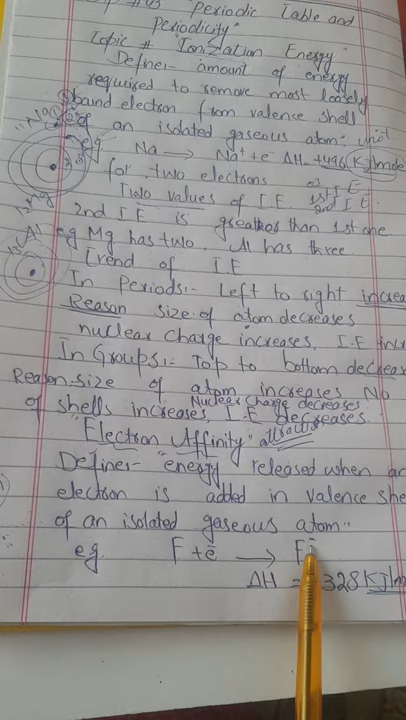 "Periodic Table and
Periodicity"
Topic # Ionization Energy
Define:- amount of energy
required to remove most loosely
band electron from valence shell
of an isolated gaseous atom: unit
eg Na → Na⁺ + e⁻ ΔH = +496 KJ/mole
for two electrons
Two values of I.E 1st I.E 2nd I.E
2nd I E is greather than 1st one
eg Mg has two, Al has three
Trend of I E
In Periods:- Left to right increa
Reason size of atom decreases
nuclear charge increases I.E incr
In Groups:- Top to bottom decreas
Reason:-size of atom increases No
of shells increases, Nuclear charge decreases I.E decreases
"Electron Affinity"
Define:- "energy released when an
electron is added in valence she
of an isolated gaseous atom"
eg F + e⁻ → F⁻
ΔH = 328 KJ/m